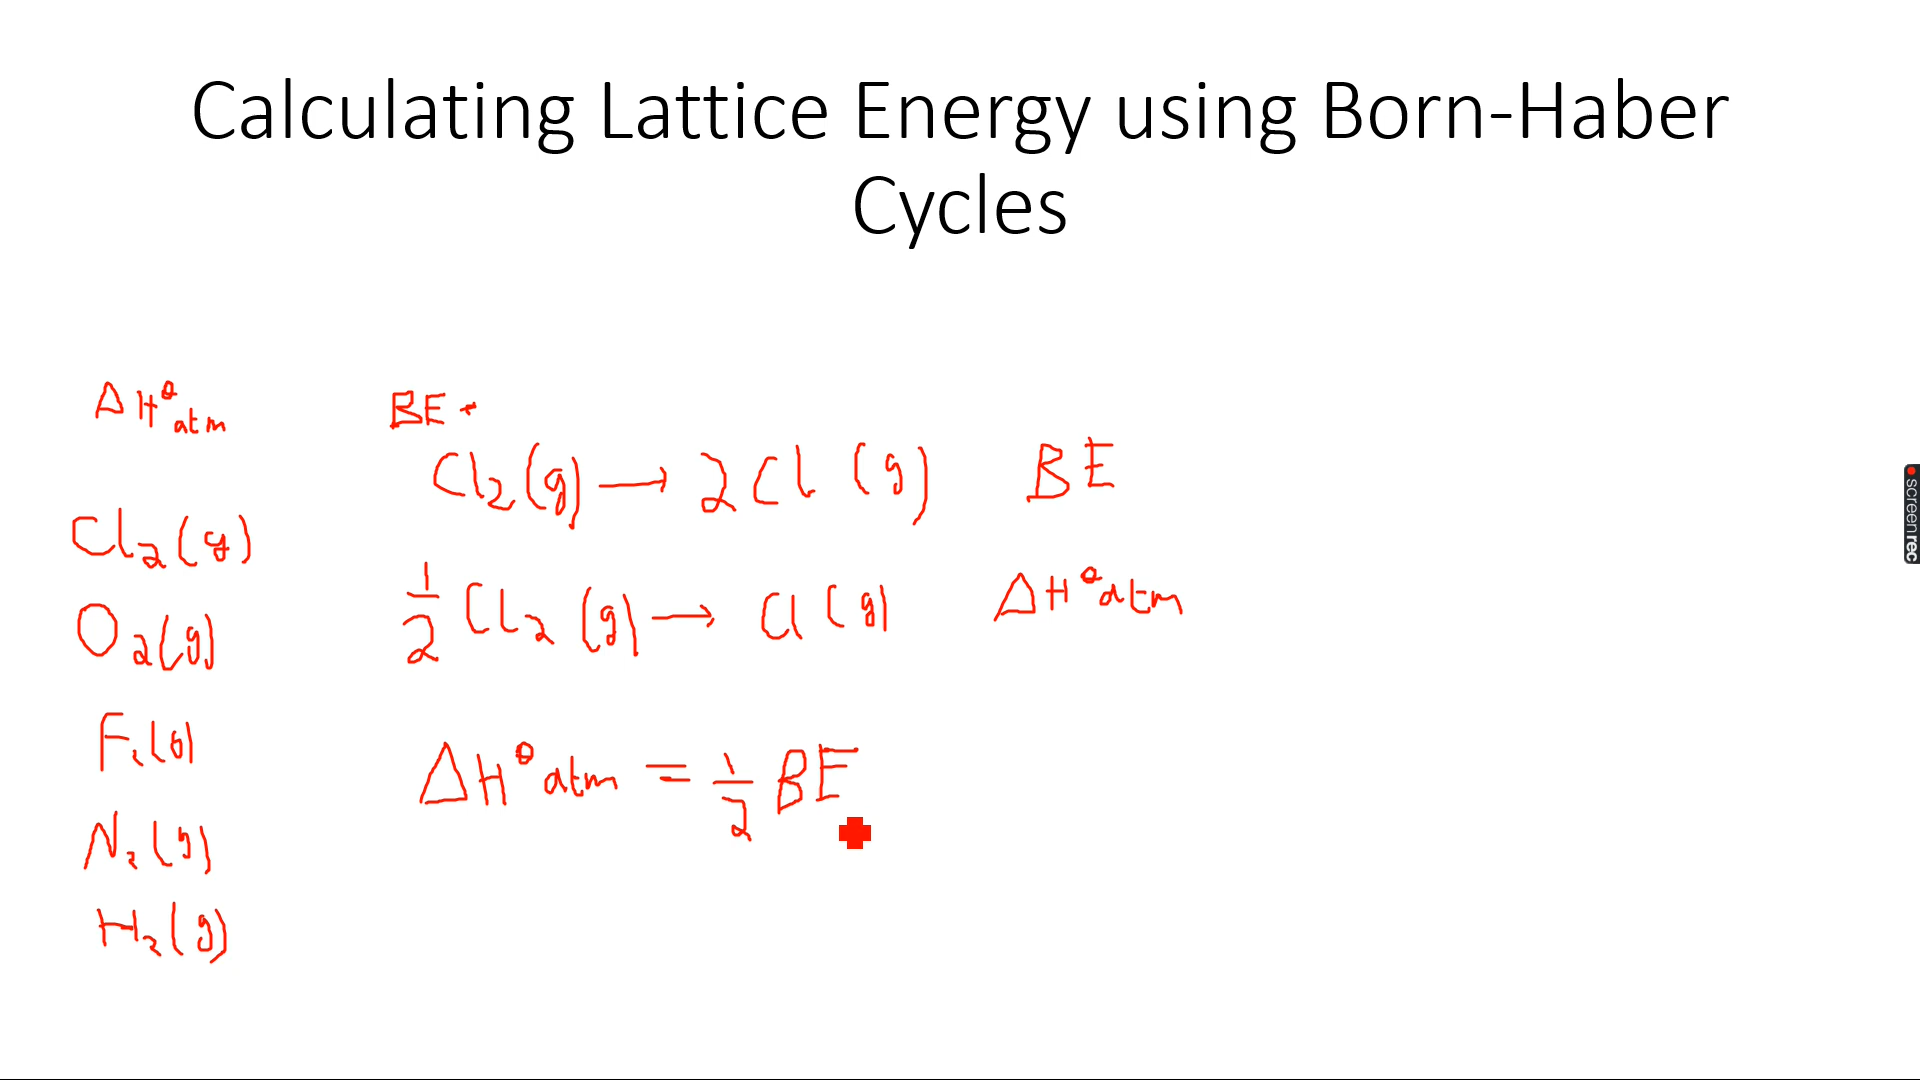 Calculating Lattice Energy using Born-Haber
Cycles
ΔH°atm
BE
Cl₂(g) → 2Cl (g) BE
½ Cl₂ (g) → Cl (g) ΔH°atm
ΔH°atm = ½ BE
Cl₂(g)
O₂(g)
F₂(g)
N₂(g)
H₂(g)
screenrec